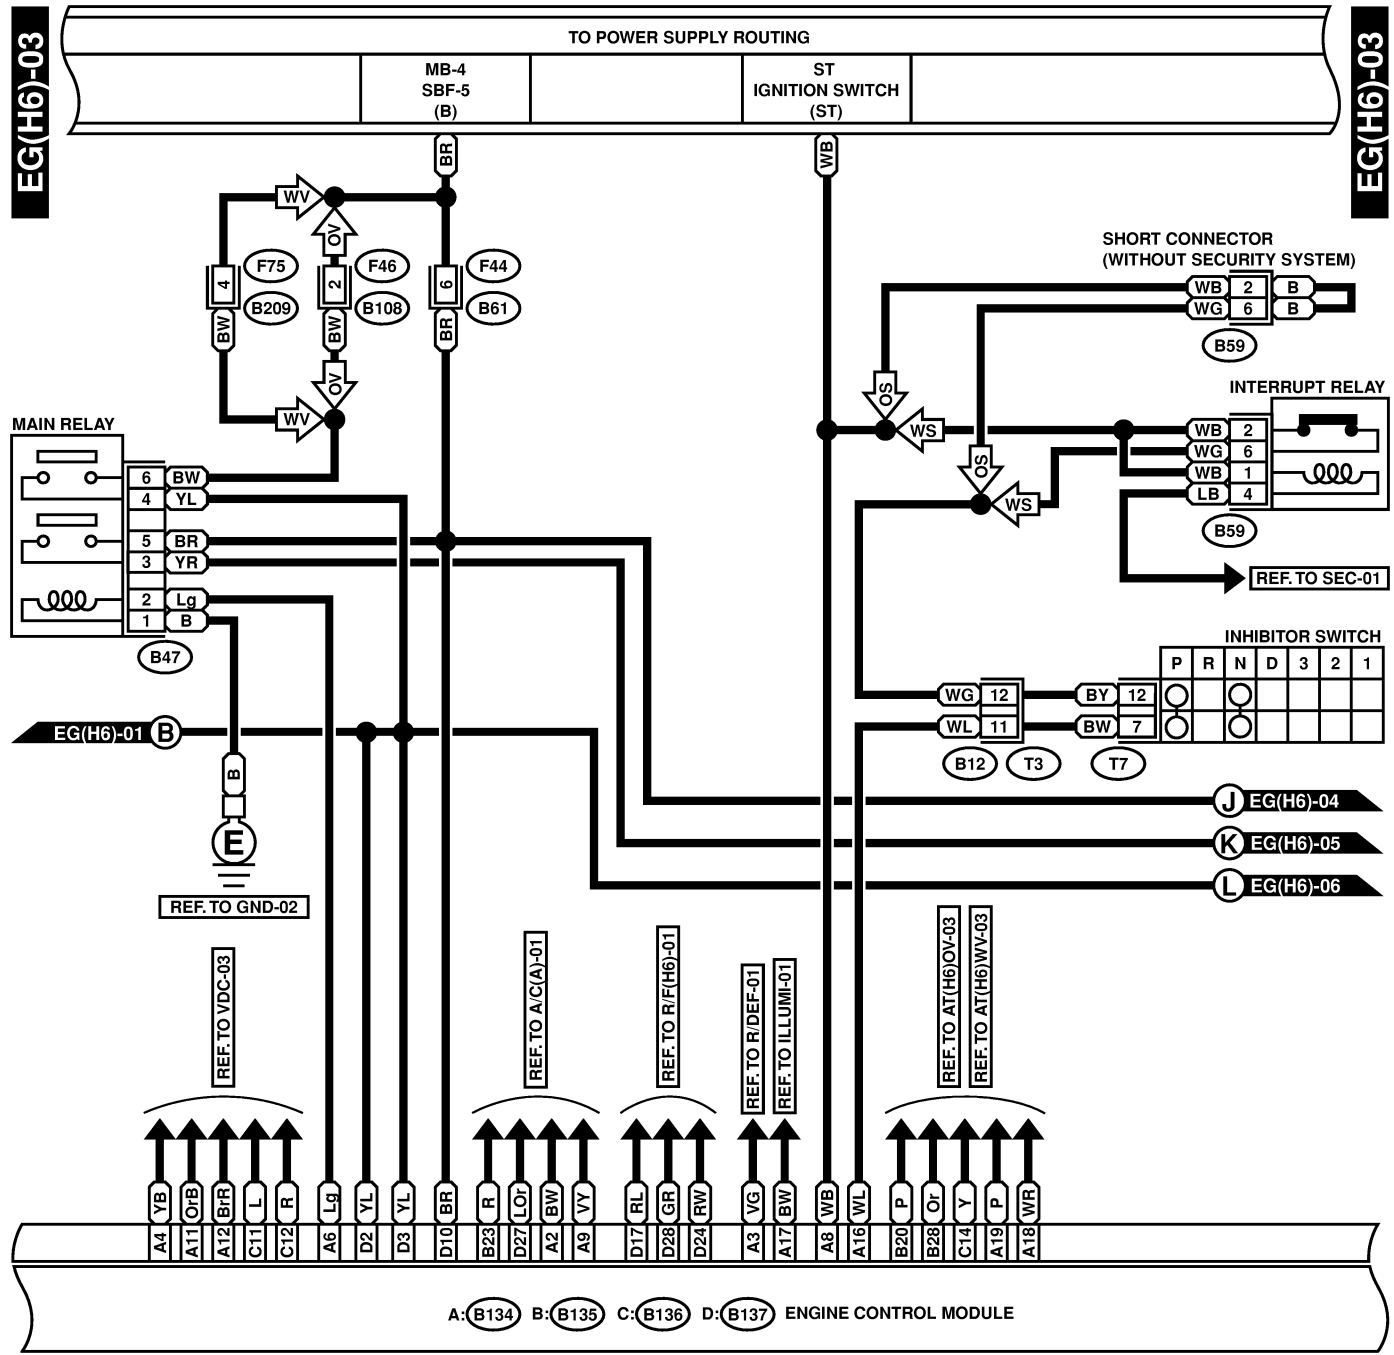 EG(H6)-03
TO POWER SUPPLY ROUTING
EG(H6)-03
MB-4
SBF-5
(B)
ST
IGNITION SWITCH
(ST)
BR
WB
WV
OV
4
F75
B209
2
F46
B108
6
F44
B61
BW
BW
BR
OV
WV
SHORT CONNECTOR
(WITHOUT SECURITY SYSTEM)
WB 2 B
WG 6 B
B59
OS
WS
OS
WS
INTERRUPT RELAY
WB 2
WG 6
WB 1
LB 4
B59
REF. TO SEC-01
MAIN RELAY
6 BW
4 YL
5 BR
3 YR
2 Lg
1 B
B47
INHIBITOR SWITCH
P R N D 3 2 1
WG 12 BY 12
WL 11 BW 7
B12 T3 T7
EG(H6)-01 B
B
E
REF. TO GND-02
J EG(H6)-04
K EG(H6)-05
L EG(H6)-06
REF. TO VDC-03
REF. TO A/C(A)-01
REF. TO R/F(H6)-01
REF. TO R/DEF-01
REF. TO ILLUMI-01
REF. TO AT(H6)OV-03
REF. TO AT(H6)WV-03
YB OrB BrR L R Lg YL YL BR R LOr BW VY RL GR RW VG BW WB WL P Or Y P WR
A4 A11 A12 C11 C12 A6 D2 D3 D10 B23 D27 A2 A9 D17 D28 D24 A3 A17 A8 A16 B20 B28 C14 A19 A18
A: B134 B: B135 C: B136 D: B137 ENGINE CONTROL MODULE